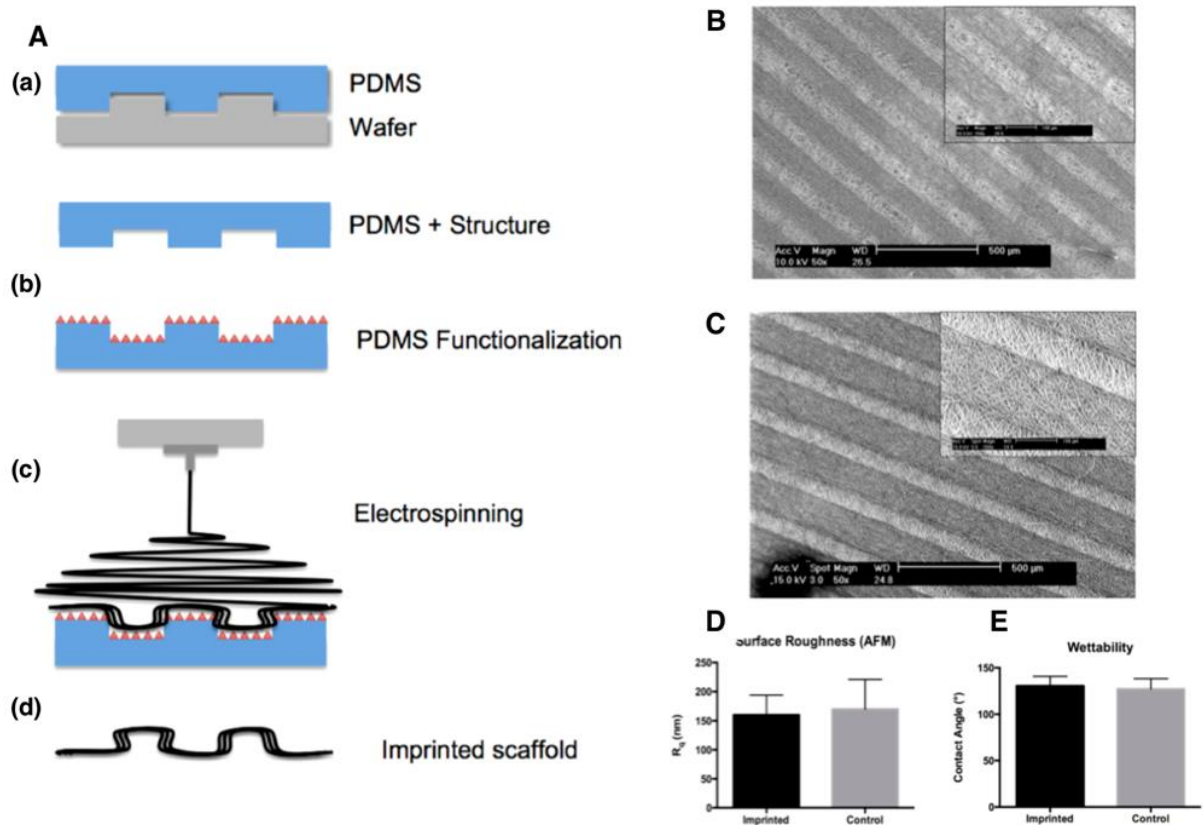 A
(a)
PDMS
Wafer
PDMS + Structure
(b)
PDMS Functionalization
(c)
Electrospinning
(d)
Imprinted scaffold
B
Acc.V Magn WD 500 µm
10.0 kV 50x 26.5
C
Acc.V Spot Magn WD 500 µm
15.0 kV 3.0 50x 24.8
D
Surface Roughness (AFM)
Rq (nm)
250
200
150
100
50
0
Imprinted Control
E
Wettability
Contact Angle (°)
150
100
50
0
Imprinted Control